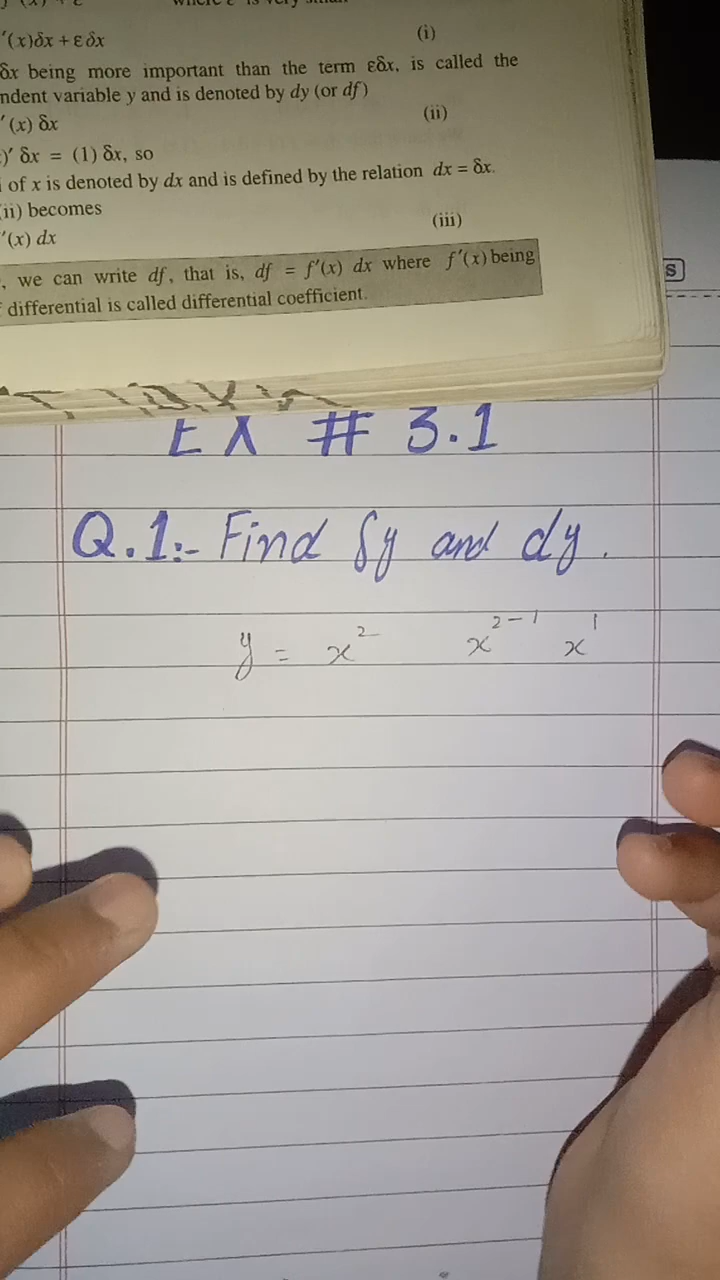 ′(x)δx + ε δx (i)
δx being more important than the term εδx, is called the
ndent variable y and is denoted by dy (or df)
′(x) δx (ii)
)′ δx = (1) δx, so
of x is denoted by dx and is defined by the relation dx = δx.
(ii) becomes
′(x) dx (iii)
, we can write df, that is, df = f′(x) dx where f′(x) being
differential is called differential coefficient.
S
EX # 3.1
Q.1:- Find δy and dy.
y = x² x²⁻¹ x¹